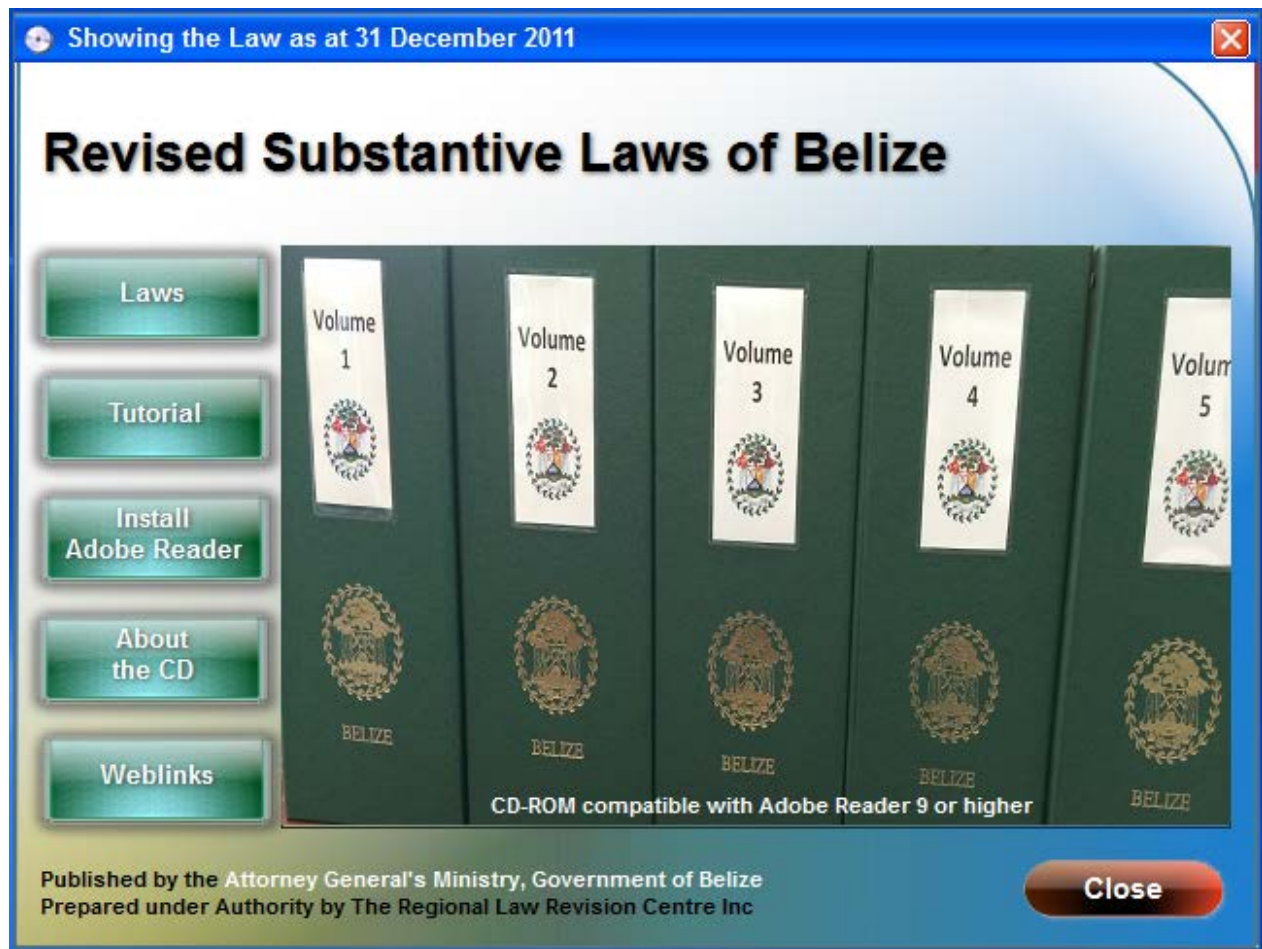 Showing the Law as at 31 December 2011
Revised Substantive Laws of Belize
Laws
Tutorial
Install
Adobe Reader
About
the CD
Weblinks
Volume
1
Volume
2
Volume
3
Volume
4
Volum
5
BELIZE
BELIZE
BELIZE
BELIZE
BELIZE
CD-ROM compatible with Adobe Reader 9 or higher
Published by the Attorney General's Ministry, Government of Belize
Prepared under Authority by The Regional Law Revision Centre Inc
Close